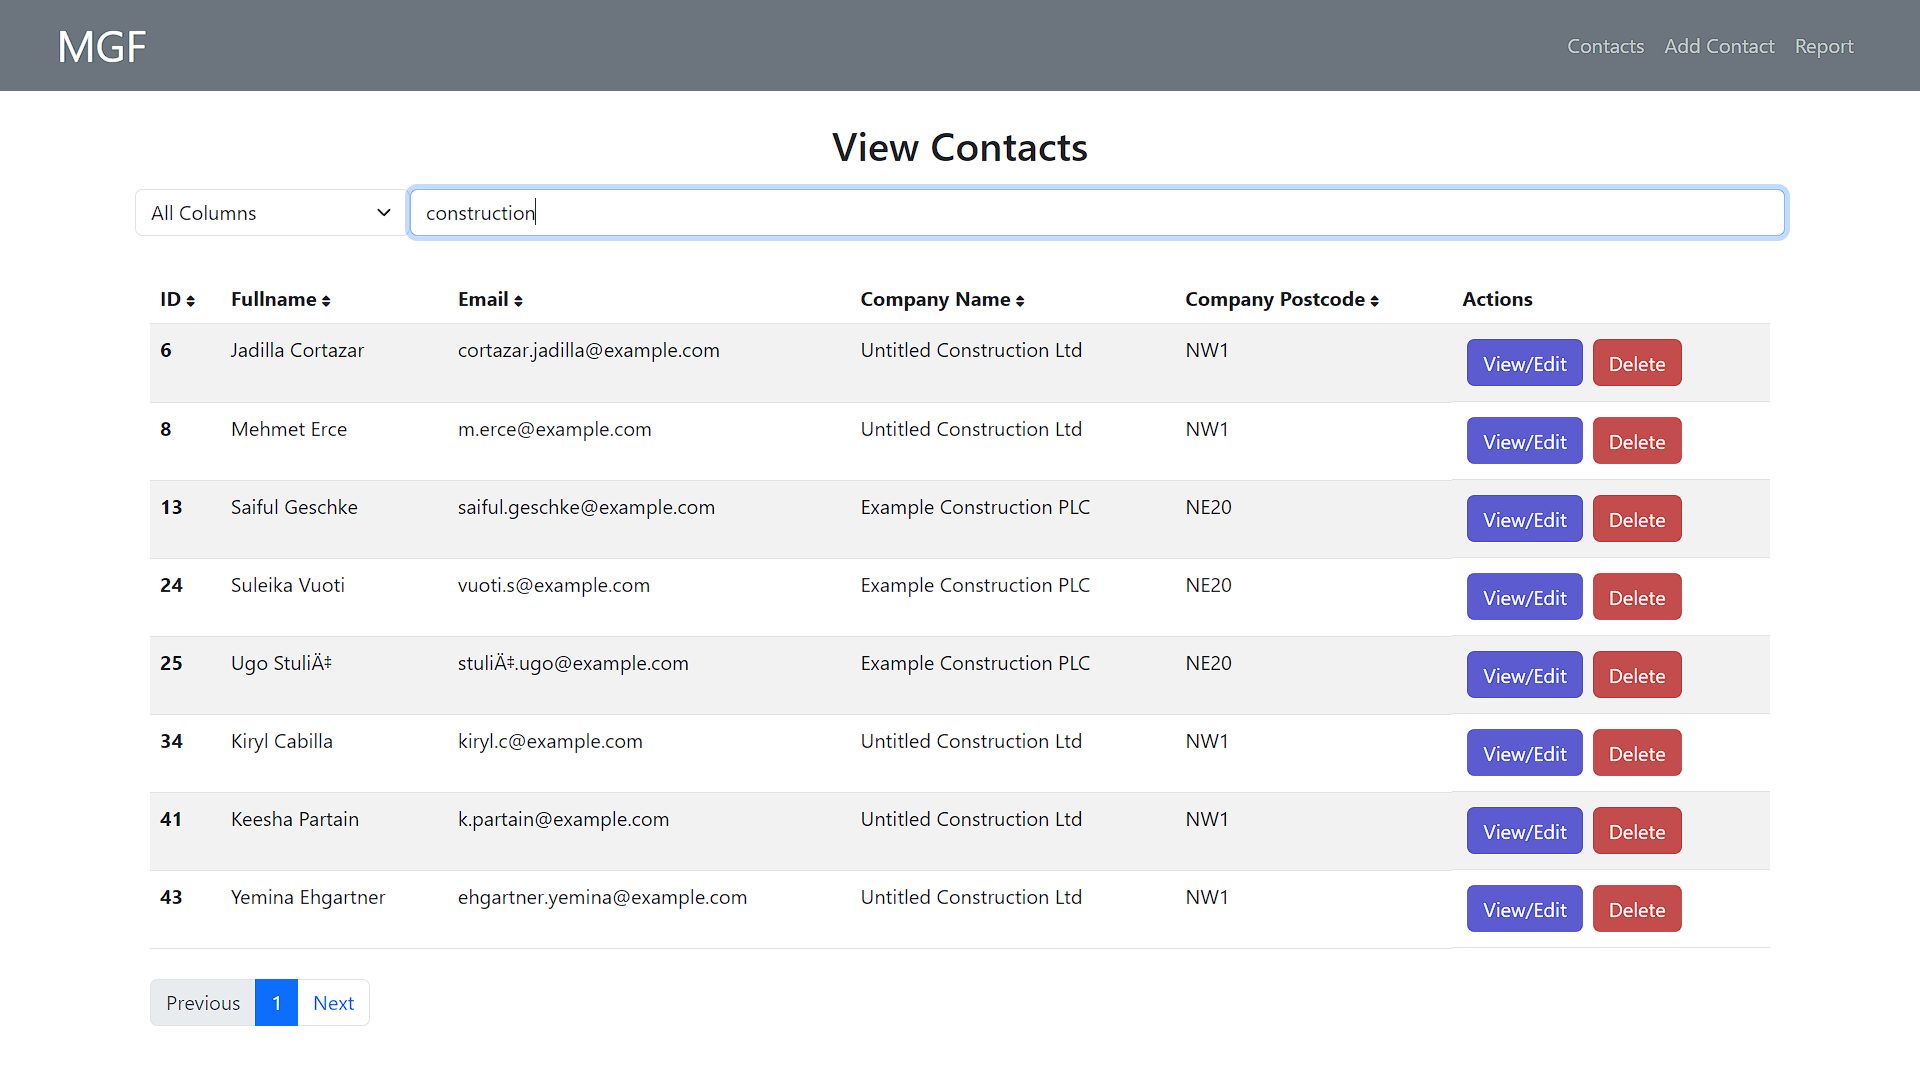 MGF
Contacts Add Contact Report
View Contacts
All Columns construction
ID Fullname Email Company Name Company Postcode Actions
6 Jadilla Cortazar cortazar.jadilla@example.com Untitled Construction Ltd NW1 View/Edit Delete
8 Mehmet Erce m.erce@example.com Untitled Construction Ltd NW1 View/Edit Delete
13 Saiful Geschke saiful.geschke@example.com Example Construction PLC NE20 View/Edit Delete
24 Suleika Vuoti vuoti.s@example.com Example Construction PLC NE20 View/Edit Delete
25 Ugo StuliÄ‡ stuliÄ‡.ugo@example.com Example Construction PLC NE20 View/Edit Delete
34 Kiryl Cabilla kiryl.c@example.com Untitled Construction Ltd NW1 View/Edit Delete
41 Keesha Partain k.partain@example.com Untitled Construction Ltd NW1 View/Edit Delete
43 Yemina Ehgartner ehgartner.yemina@example.com Untitled Construction Ltd NW1 View/Edit Delete
Previous 1 Next